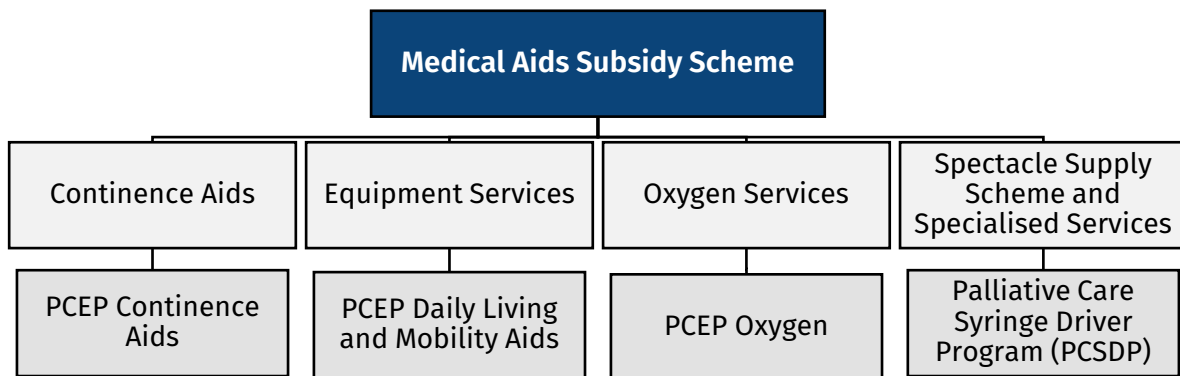 Medical Aids Subsidy Scheme
Continence Aids
Equipment Services
Oxygen Services
Spectacle Supply
Scheme and
Specialised Services
PCEP Continence
Aids
PCEP Daily Living
and Mobility Aids
PCEP Oxygen
Palliative Care
Syringe Driver
Program (PCSDP)